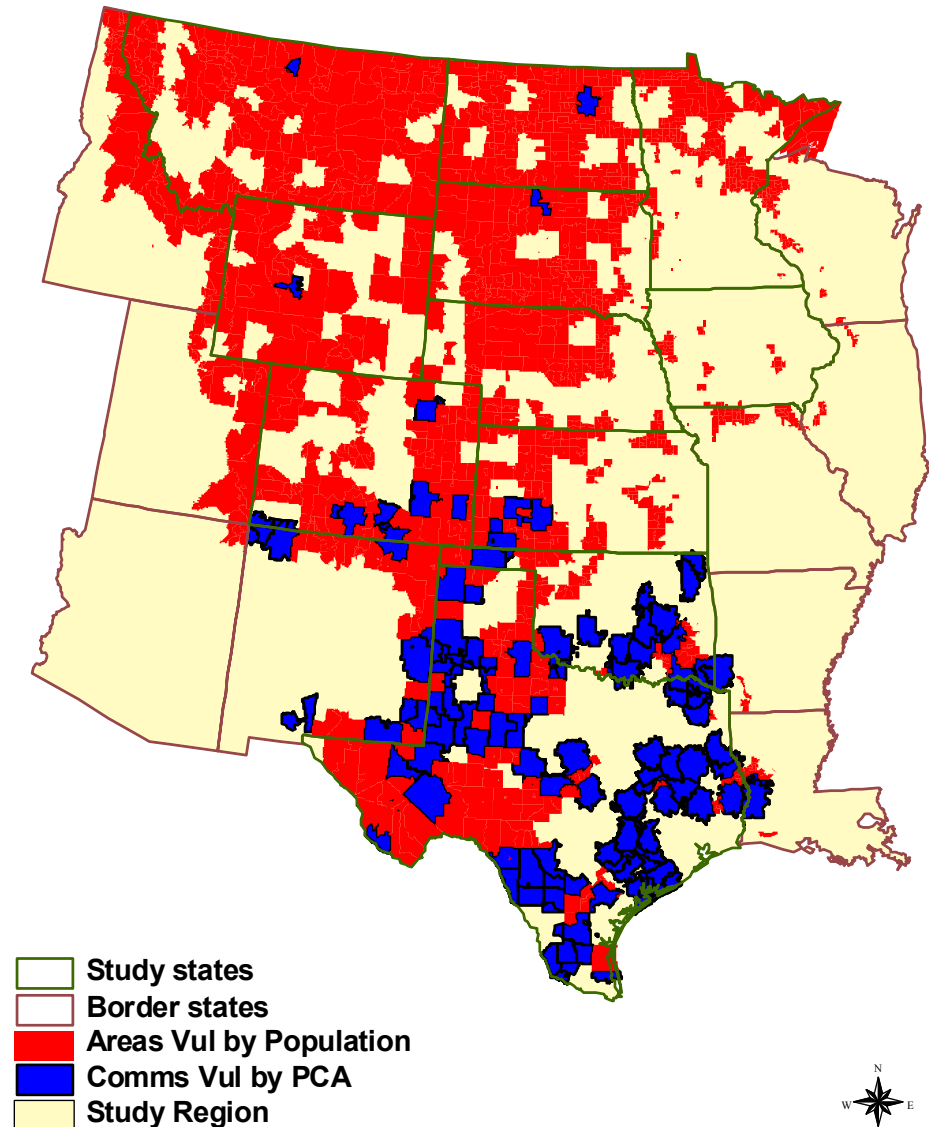 Study states
Border states
Areas Vul by Population
Comms Vul by PCA
Study Region
N
W E
S